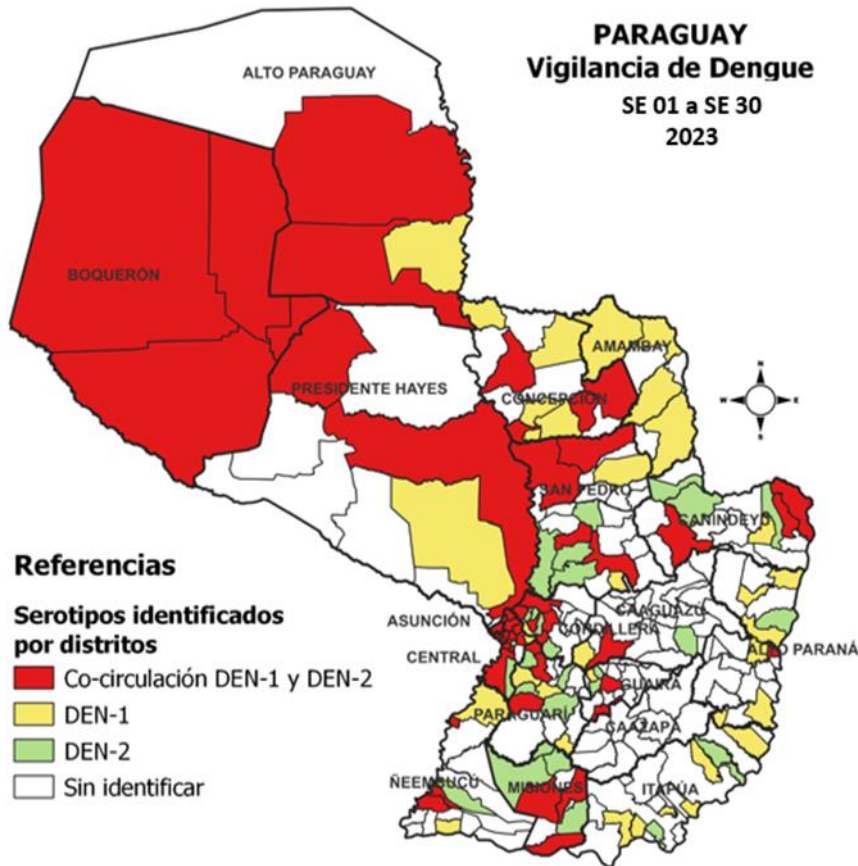 PARAGUAY
Vigilancia de Dengue
SE 01 a SE 30
2023
ALTO PARAGUAY
BOQUERÓN
PRESIDENTE HAYES
AMAMBAY
CONCEPCIÓN
N
W
E
S
SAN PEDRO
CANINDEYÚ
CAAGUAZÚ
ASUNCIÓN
CORDILLERA
CENTRAL
ALTO PARANÁ
GUAIRÁ
PARAGUARÍ
CAAZAPÁ
ÑEEMBUCÚ
MISIONES
ITAPÚA
Referencias
Serotipos identificados
por distritos
Co-circulación DEN-1 y DEN-2
DEN-1
DEN-2
Sin identificar